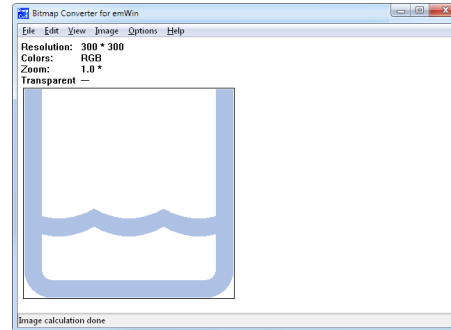 Bitmap Converter for emWin
File Edit View Image Options Help
Resolution: 300 * 300
Colors: RGB
Zoom: 1.0 *
Transparent —
Image calculation done